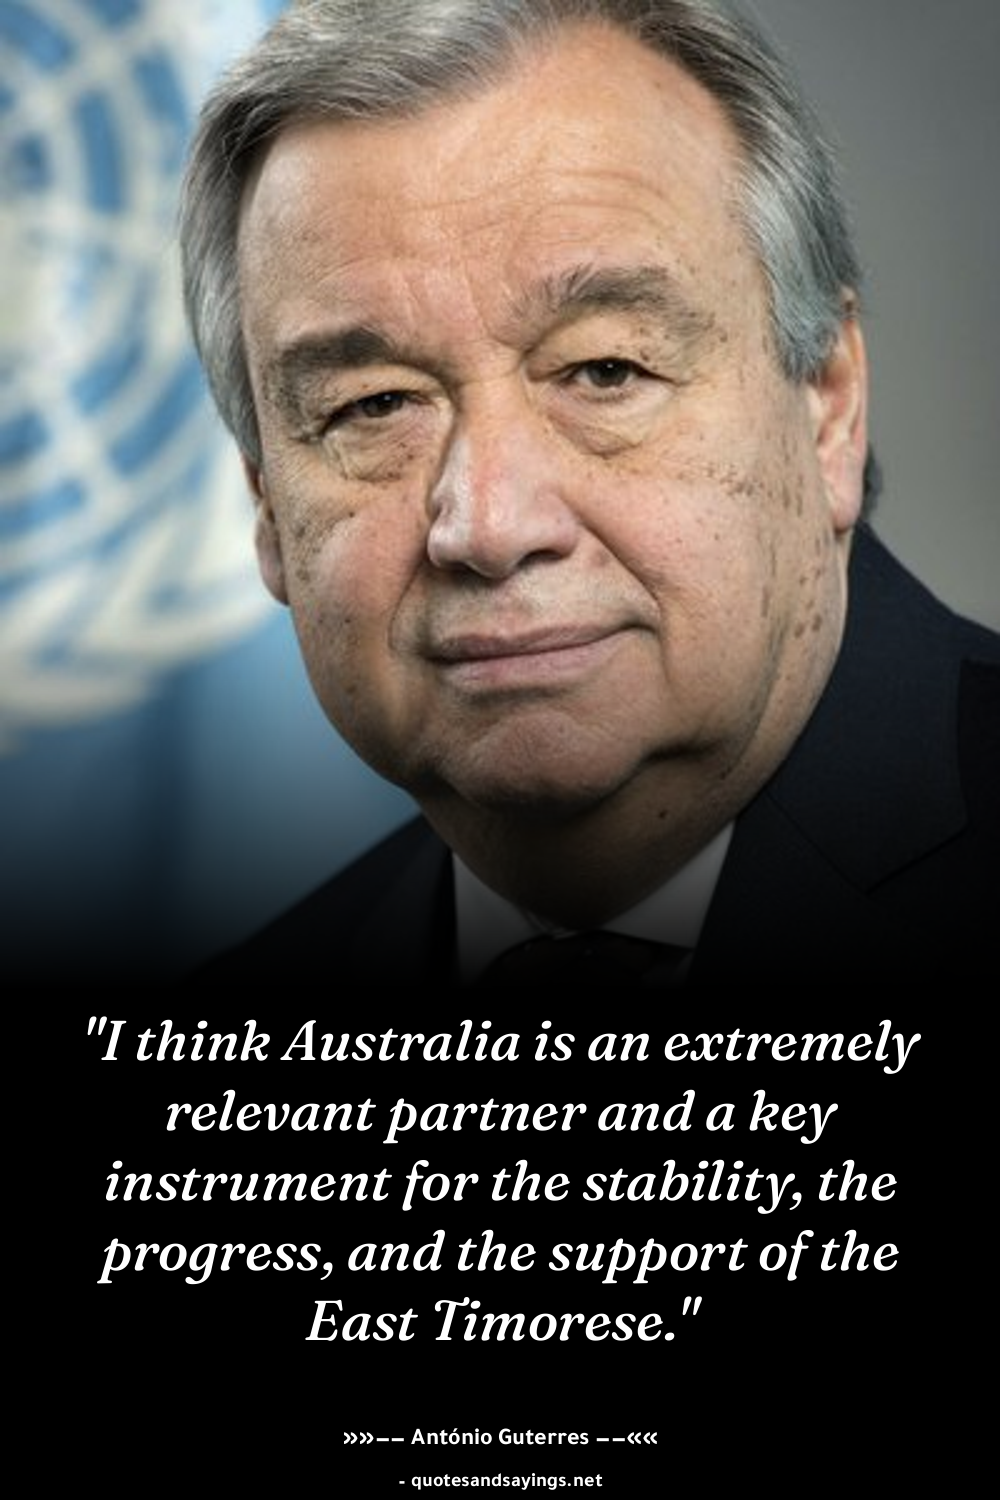 "I think Australia is an extremely
relevant partner and a key
instrument for the stability, the
progress, and the support of the
East Timorese."
»»−− António Guterres −−««
- quotesandsayings.net